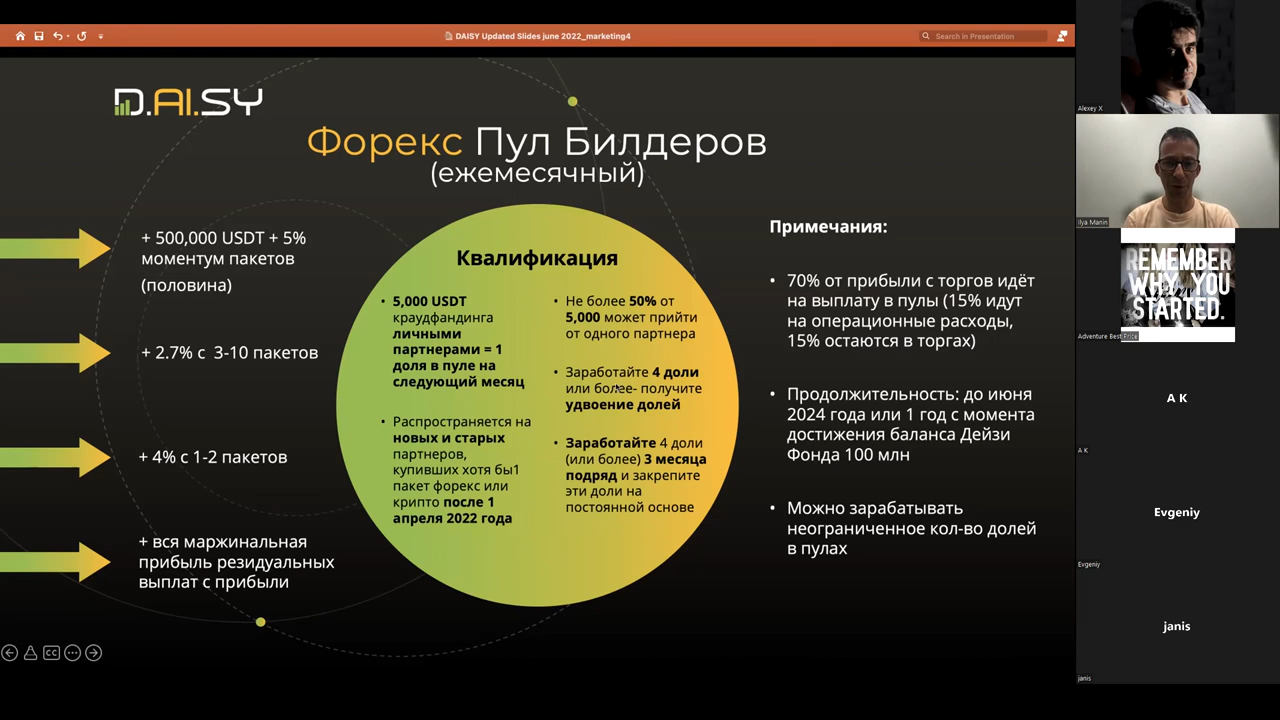 DAISY Updated Slides june 2022_marketing4
Search in Presentation
D.AI.SY
Форекс Пул Билдеров
(ежемесячный)
+ 500,000 USDT + 5%
моментум пакетов
(половина)
+ 2.7% с 3-10 пакетов
+ 4% с 1-2 пакетов
+ вся маржинальная
прибыль резидуальных
выплат с прибыли
Квалификация
• 5,000 USDT
краудфандинга
личными
партнерами = 1
доля в пуле на
следующий месяц
• Распространяется на
новых и старых
партнеров,
купивших хотя бы1
пакет форекс или
крипто после 1
апреля 2022 года
• Не более 50% от
5,000 может прийти
от одного партнера
• Заработайте 4 доли
или более- получите
удвоение долей
• Заработайте 4 доли
(или более) 3 месяца
подряд и закрепите
эти доли на
постоянной основе
Примечания:
• 70% от прибыли с торгов идёт
на выплату в пулы (15% идут
на операционные расходы,
15% остаются в торгах)
• Продолжительность: до июня
2024 года или 1 год с момента
достижения баланса Дейзи
Фонда 100 млн
• Можно зарабатывать
неограниченное кол-во долей
в пулах
CC
Alexey X
Ilya Manin
REMEMBER
WHY YOU
STARTED.
Adventure Best Price
A K
A K
Evgeniy
Evgeniy
janis
janis